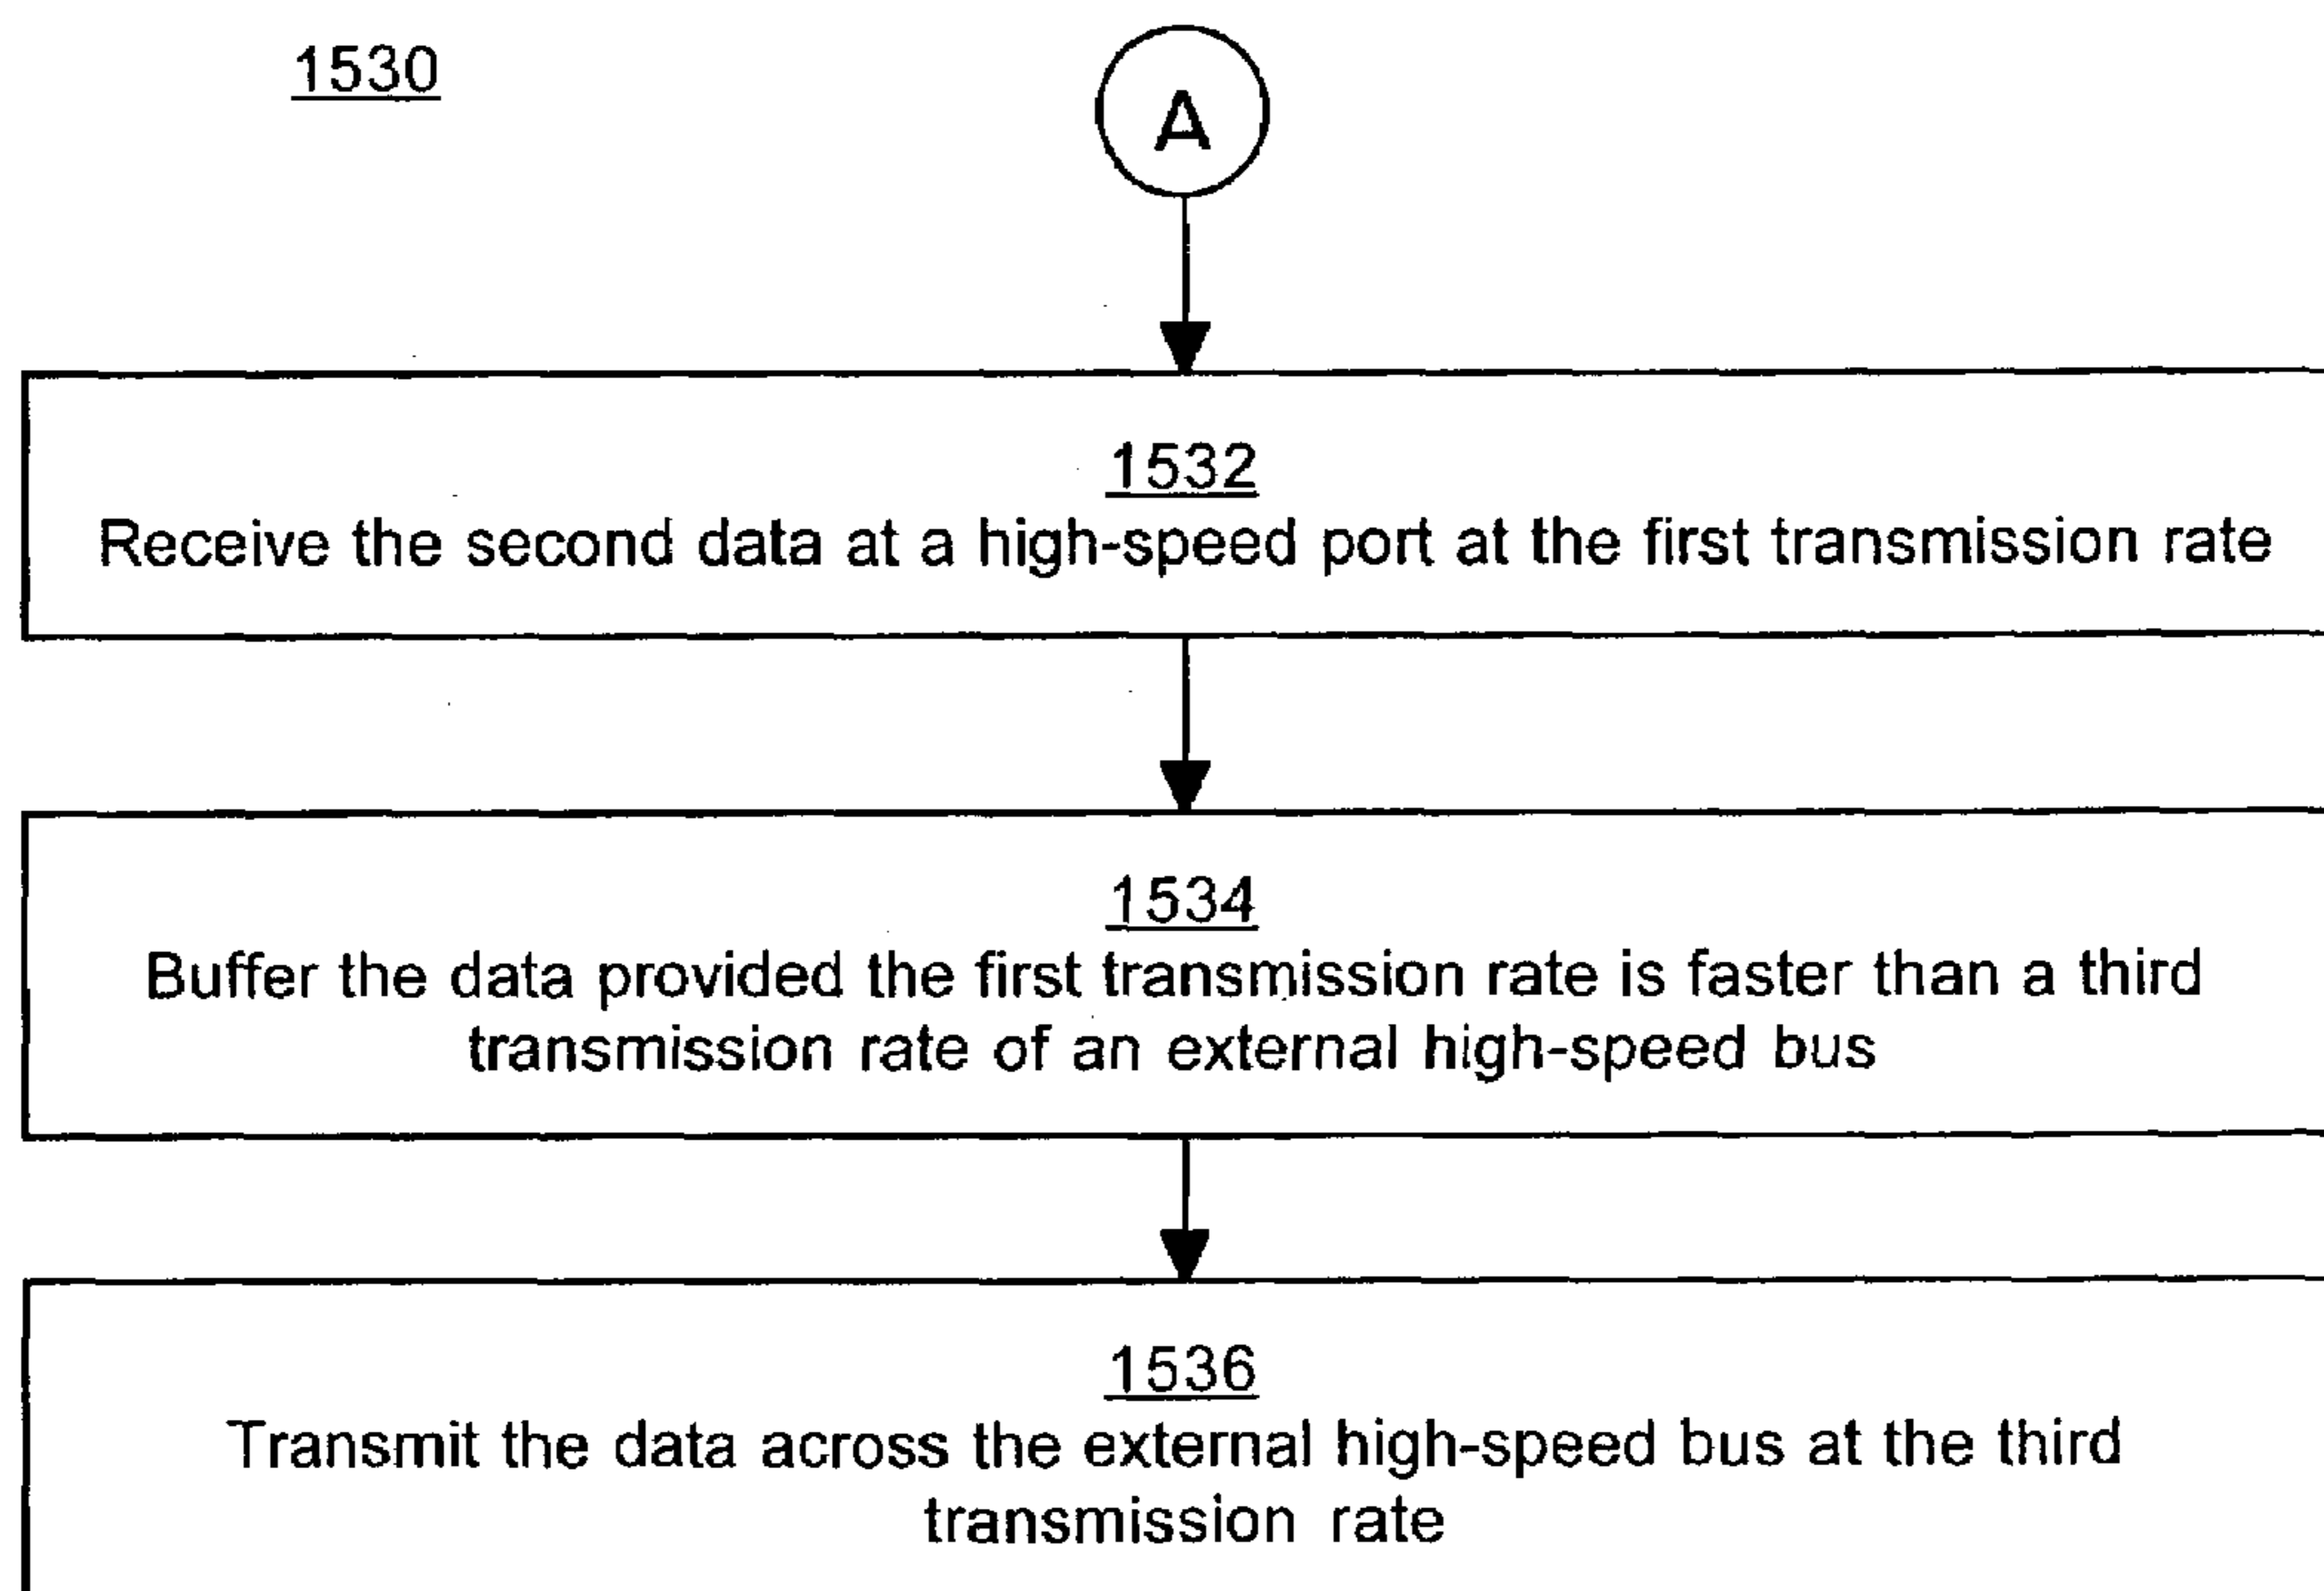 1530
A
1532
Receive the second data at a high-speed port at the first transmission rate
1534
Buffer the data provided the first transmission rate is faster than a third
transmission rate of an external high-speed bus
1536
Transmit the data across the external high-speed bus at the third
transmission rate